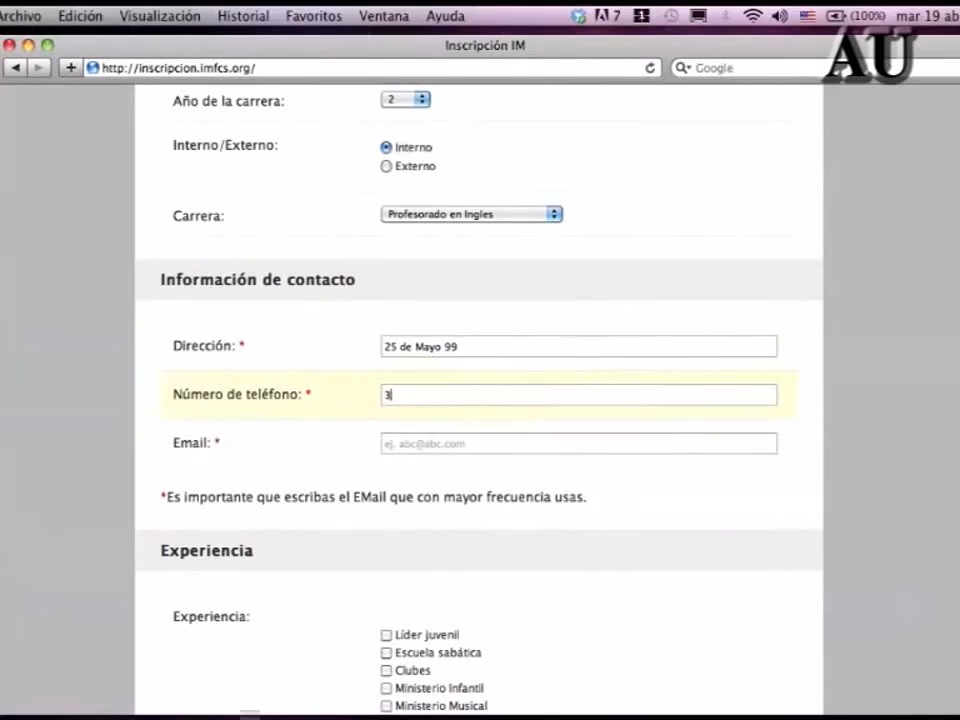 Archivo Edición Visualización Historial Favoritos Ventana Ayuda 7 1 (100%) mar 19 ab
Inscripción IM
http://inscripcion.imfcs.org/ Google
AU
Año de la carrera: 2
Interno/Externo: Interno
Externo
Carrera: Profesorado en Ingles
Información de contacto
Dirección: * 25 de Mayo 99
Número de teléfono: * 3
Email: * ej. abc@abc.com
*Es importante que escribas el EMail que con mayor frecuencia usas.
Experiencia
Experiencia:
Líder juvenil
Escuela sabática
Clubes
Ministerio Infantil
Ministerio Musical